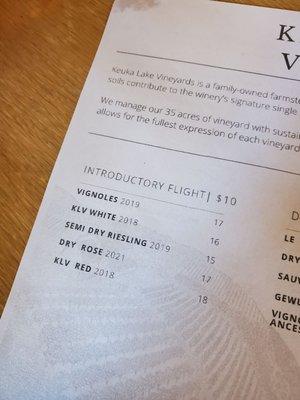 K
V
Keuka Lake Vineyards is a family-owned farmste
soils contribute to the winery's signature single
We manage our 35 acres of vineyard with sustain
allows for the fullest expression of each vineyard
INTRODUCTORY FLIGHT| $10
VIGNOLES 2019 17
KLV WHITE 2018 16
SEMI DRY RIESLING 2019 15
DRY ROSE 2021 17
KLV RED 2018 18
D
LE
DRY
SAUV
GEWU
VIGNO
ANCES